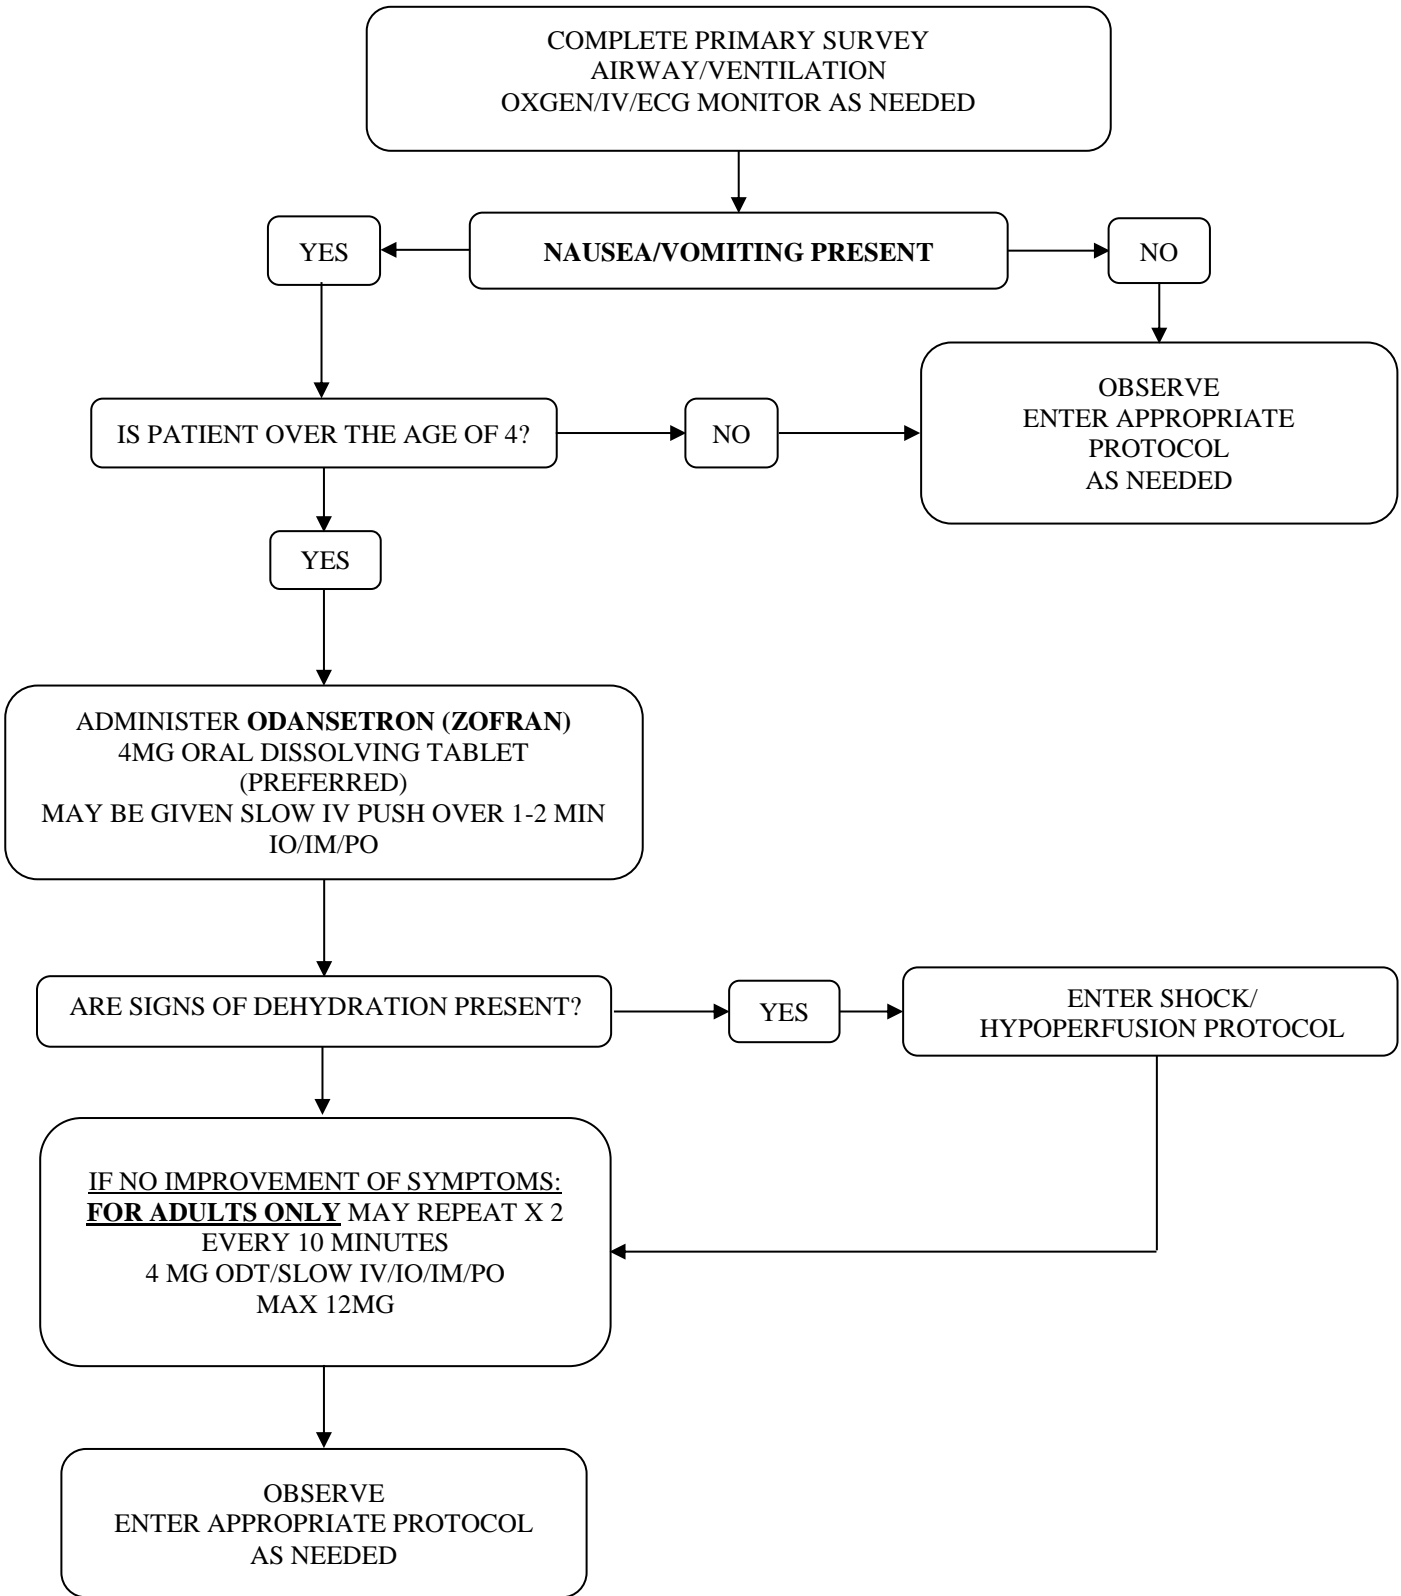 COMPLETE PRIMARY SURVEY
AIRWAY/VENTILATION
OXGEN/IV/ECG MONITOR AS NEEDED
YES
NAUSEA/VOMITING PRESENT
NO
OBSERVE
ENTER APPROPRIATE
PROTOCOL
AS NEEDED
IS PATIENT OVER THE AGE OF 4?
NO
YES
ADMINISTER ODANSETRON (ZOFRAN)
4MG ORAL DISSOLVING TABLET
(PREFERRED)
MAY BE GIVEN SLOW IV PUSH OVER 1-2 MIN
IO/IM/PO
ARE SIGNS OF DEHYDRATION PRESENT?
YES
ENTER SHOCK/
HYPOPERFUSION PROTOCOL
IF NO IMPROVEMENT OF SYMPTOMS:
FOR ADULTS ONLY MAY REPEAT X 2
EVERY 10 MINUTES
4 MG ODT/SLOW IV/IO/IM/PO
MAX 12MG
OBSERVE
ENTER APPROPRIATE PROTOCOL
AS NEEDED